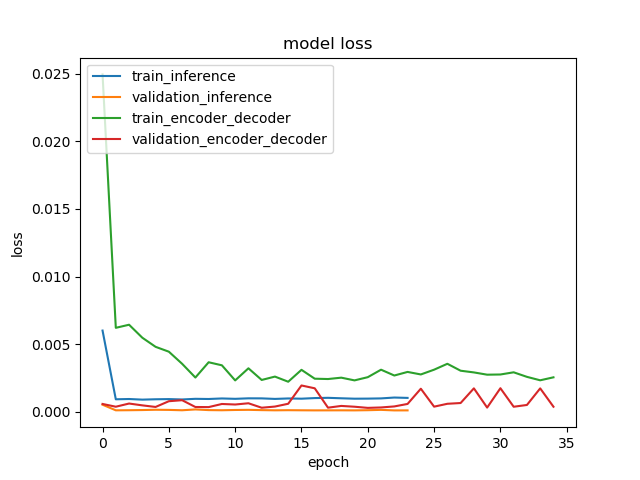 model loss
train_inference
validation_inference
train_encoder_decoder
validation_encoder_decoder
0.025
0.020
0.015
0.010
0.005
0.000
loss
0 5 10 15 20 25 30 35
epoch